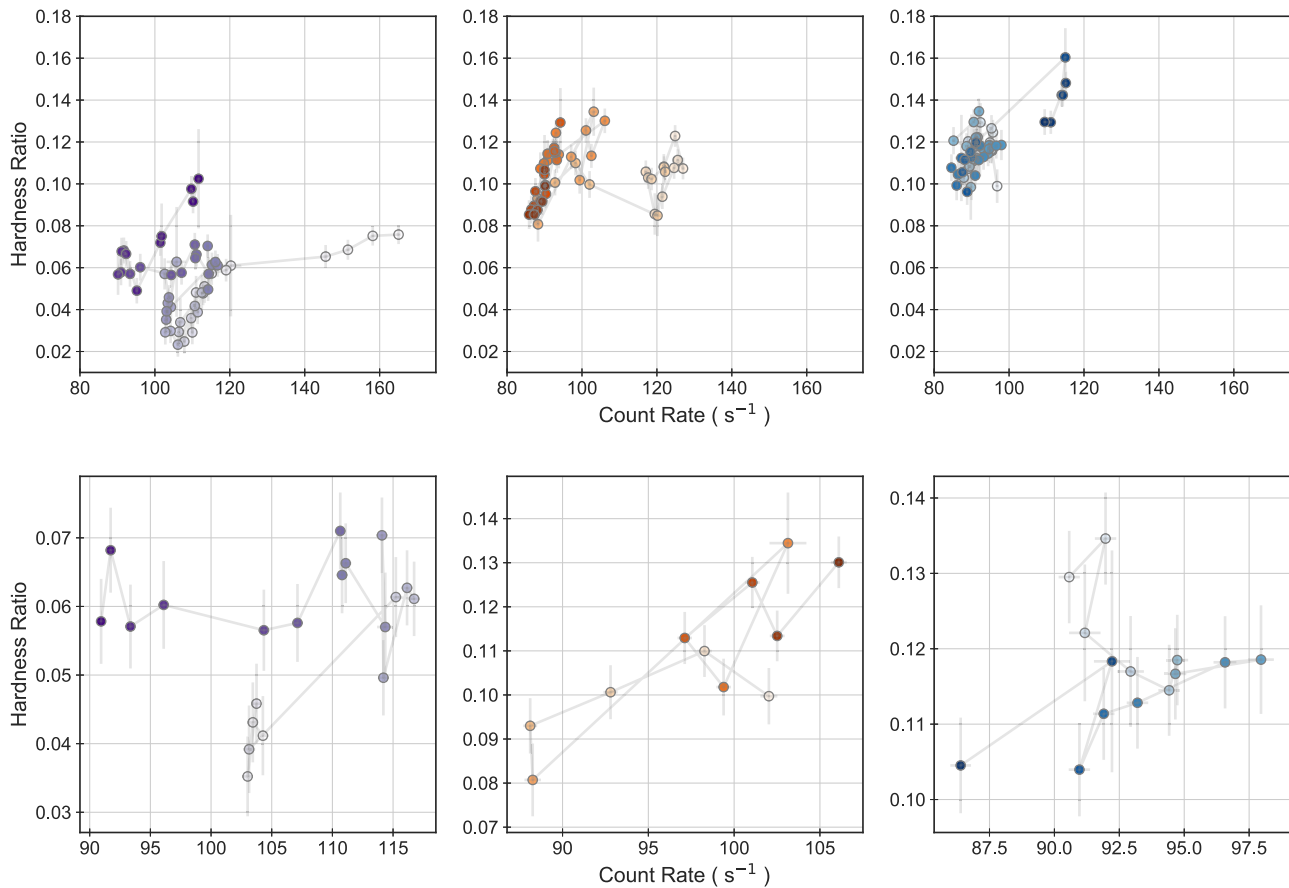 0.18 0.18 0.18
0.16 0.16 0.16
0.14 0.14 0.14
0.12 0.12 0.12
0.10 0.10 0.10
0.08 0.08 0.08
0.06 0.06 0.06
0.04 0.04 0.04
0.02 0.02 0.02
Hardness Ratio
80 100 120 140 160 80 100 120 140 160 80 100 120 140 160
Count Rate ( s⁻¹ )
0.07 0.14 0.14
0.06 0.13 0.13
0.05 0.12 0.12
0.04 0.11 0.11
0.03 0.10 0.10
0.09
0.08
0.07
Hardness Ratio
90 95 100 105 110 115 90 95 100 105 87.5 90.0 92.5 95.0 97.5
Count Rate ( s⁻¹ )